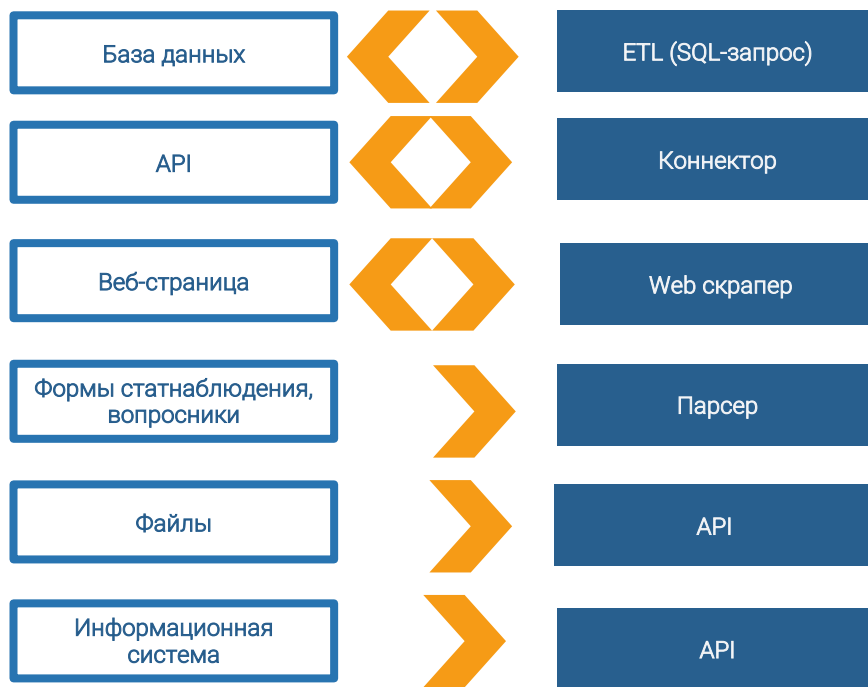 База данных
ETL (SQL-запрос)
API
Коннектор
Веб-страница
Web скрапер
Формы статнаблюдения,
вопросники
Парсер
Файлы
API
Информационная
система
API